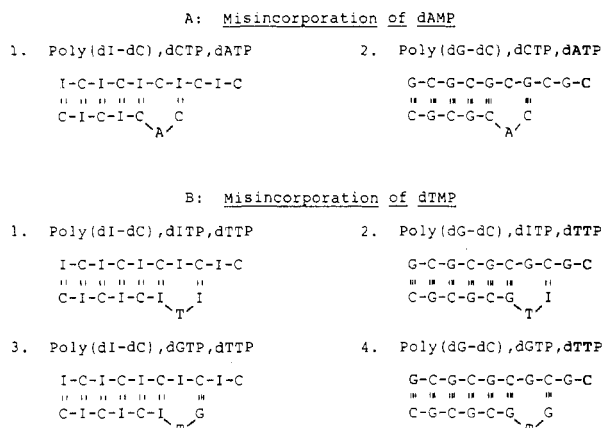 A: Misincorporation of dAMP
1. Poly(dI-dC),dCTP,dATP
2. Poly(dG-dC),dCTP,dATP
I-C-I-C-I-C-I-C-I-C
G-C-G-C-G-C-G-C-G-C
C-I-C-I-C C
C-G-C-G-C C
A
A
B: Misincorporation of dTMP
1. Poly(dI-dC),dITP,dTTP
2. Poly(dG-dC),dITP,dTTP
I-C-I-C-I-C-I-C-I-C
G-C-G-C-G-C-G-C-G-C
C-I-C-I-C-I I
C-G-C-G-C-G I
T
T
3. Poly(dI-dC),dGTP,dTTP
4. Poly(dG-dC),dGTP,dTTP
I-C-I-C-I-C-I-C-I-C
G-C-G-C-G-C-G-C-G-C
C-I-C-I-C-I G
C-G-C-G-C-G G
T
T